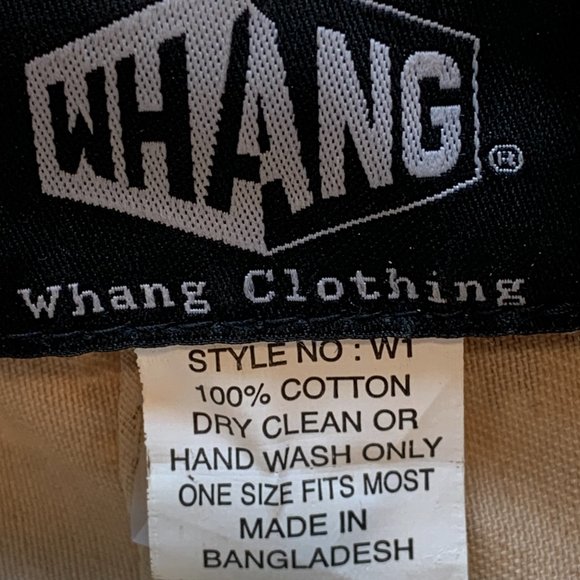 WHANG
®
Whang Clothing
STYLE NO : W1
100% COTTON
DRY CLEAN OR
HAND WASH ONLY
ONE SIZE FITS MOST
MADE IN
BANGLADESH